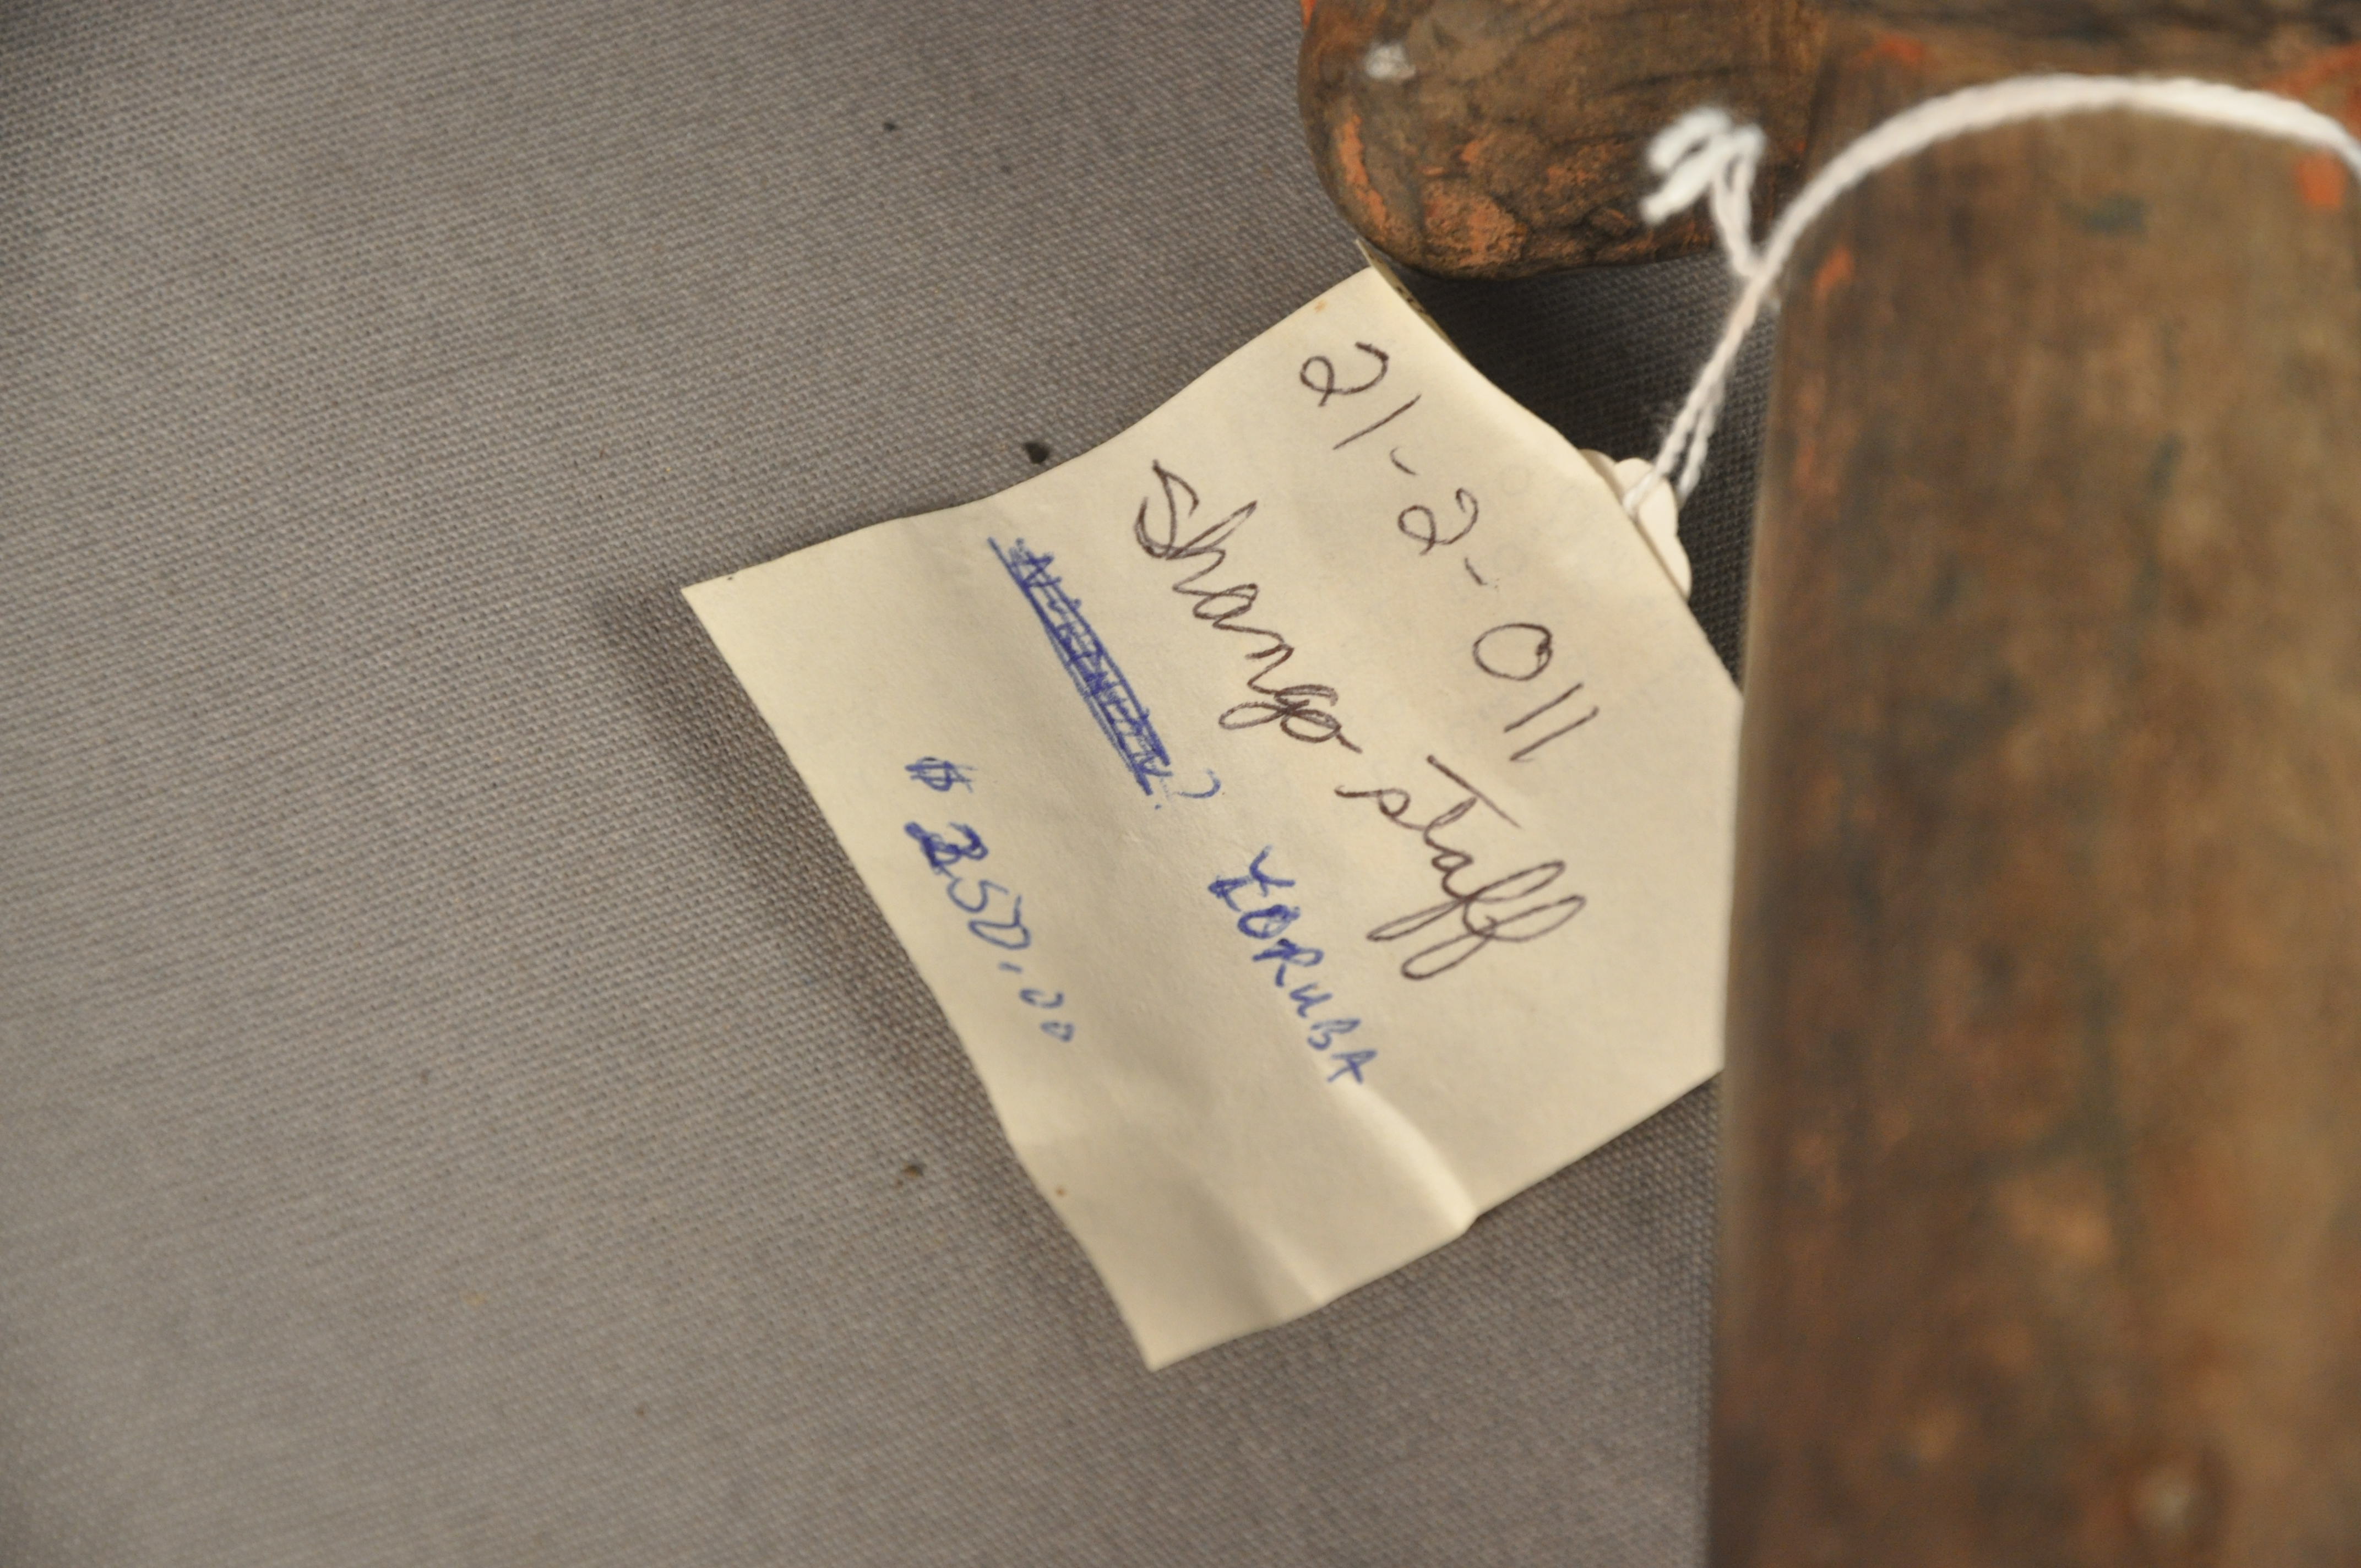 21-2-011
Shango staff
? YORUBA
$ 250.00